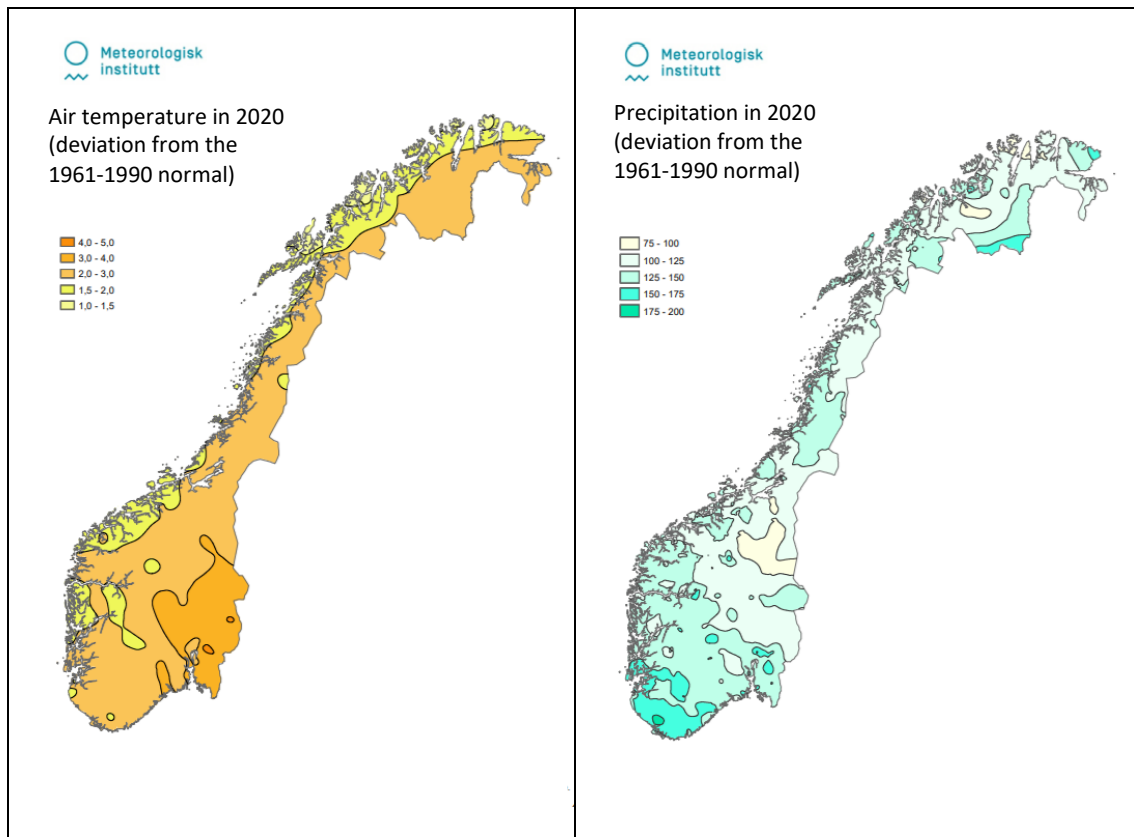 Meteorologisk
institutt
Air temperature in 2020
(deviation from the
1961-1990 normal)
4,0 - 5,0
3,0 - 4,0
2,0 - 3,0
1,5 - 2,0
1,0 - 1,5
Meteorologisk
institutt
Precipitation in 2020
(deviation from the
1961-1990 normal)
75 - 100
100 - 125
125 - 150
150 - 175
175 - 200